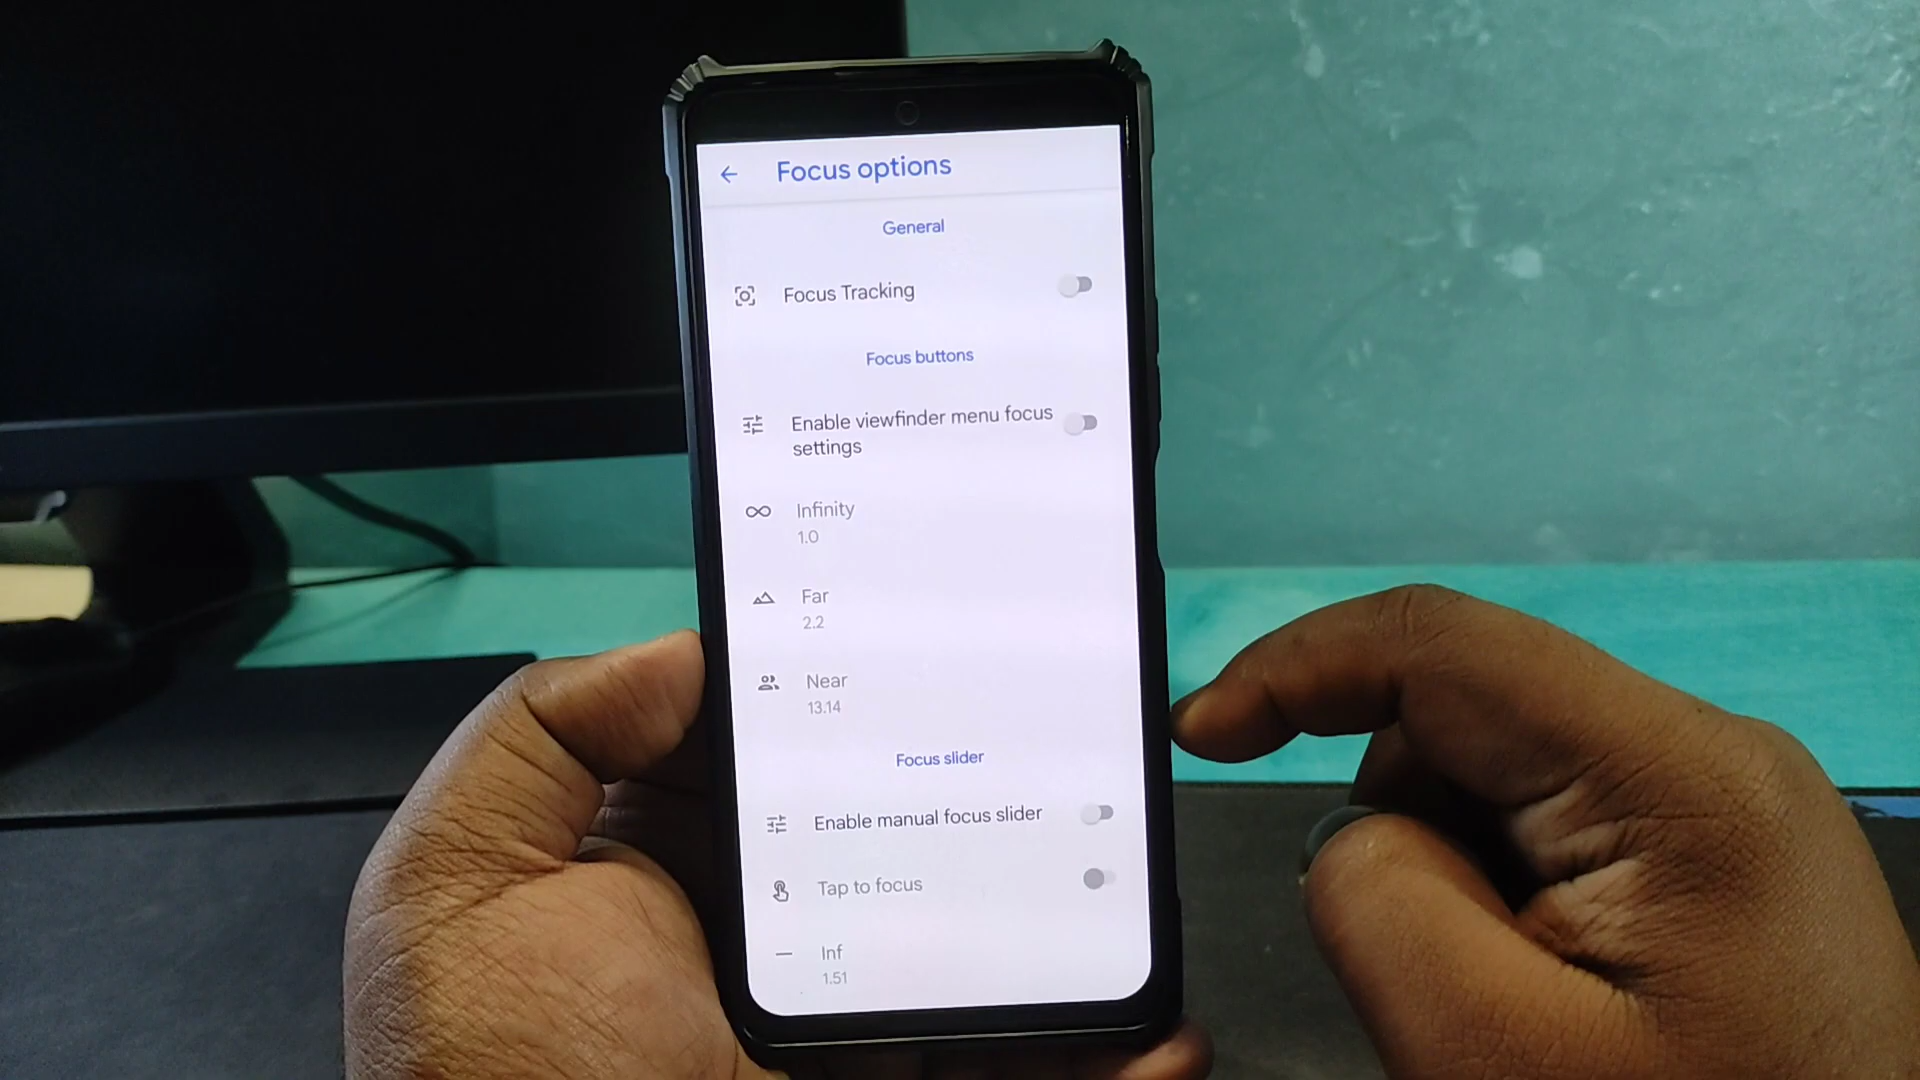 Focus options
General
Focus Tracking
Focus buttons
Enable viewfinder menu focus
settings
Infinity
1.0
Far
2.2
Near
13.14
Focus slider
Enable manual focus slider
Tap to focus
Inf
1.51